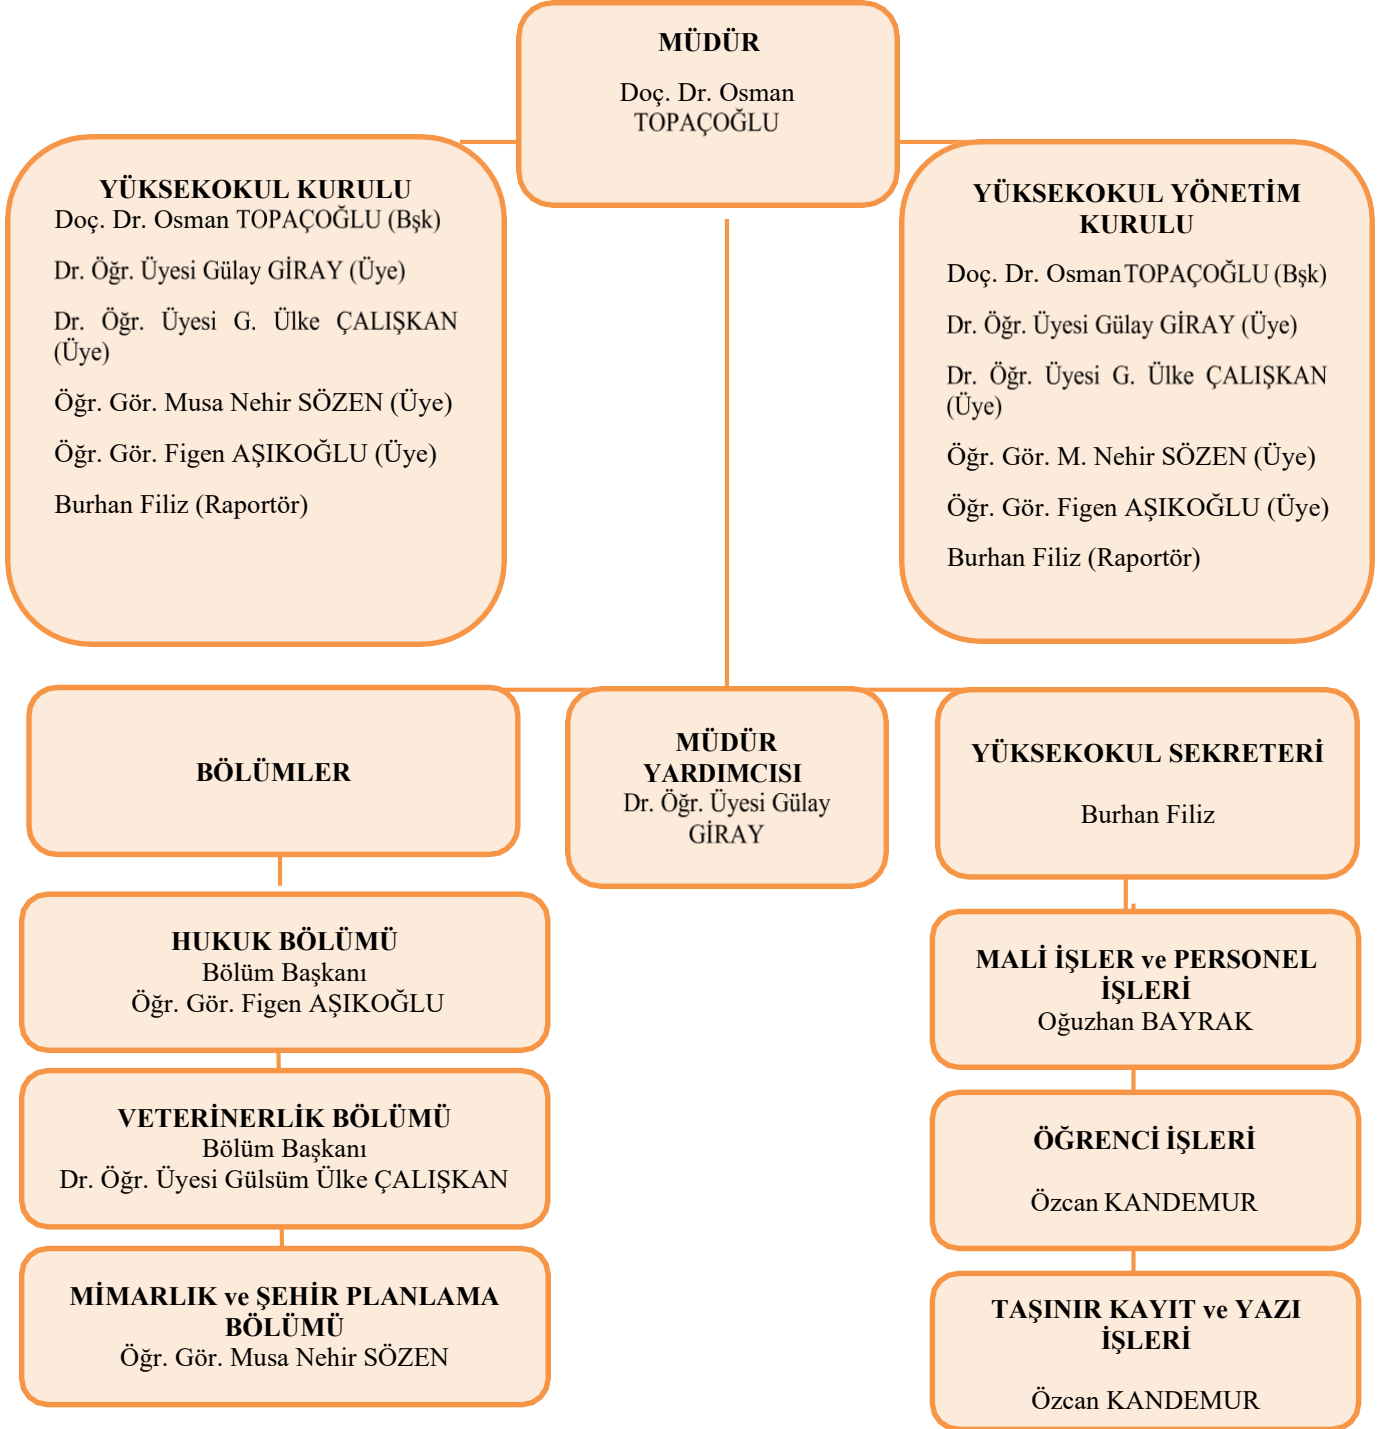 MÜDÜR
Doç. Dr. Osman
TOPAÇOĞLU
YÜKSEKOKUL KURULU
Doç. Dr. Osman TOPAÇOĞLU (Bşk)
Dr. Öğr. Üyesi Gülay GİRAY (Üye)
Dr. Öğr. Üyesi G. Ülke ÇALIŞKAN
(Üye)
Öğr. Gör. Musa Nehir SÖZEN (Üye)
Öğr. Gör. Figen AŞIKOĞLU (Üye)
Burhan Filiz (Raportör)
YÜKSEKOKUL YÖNETİM
KURULU
Doç. Dr. Osman TOPAÇOĞLU (Bşk)
Dr. Öğr. Üyesi Gülay GİRAY (Üye)
Dr. Öğr. Üyesi G. Ülke ÇALIŞKAN
(Üye)
Öğr. Gör. M. Nehir SÖZEN (Üye)
Öğr. Gör. Figen AŞIKOĞLU (Üye)
Burhan Filiz (Raportör)
BÖLÜMLER
MÜDÜR
YARDIMCISI
Dr. Öğr. Üyesi Gülay
GİRAY
YÜKSEKOKUL SEKRETERİ
Burhan Filiz
HUKUK BÖLÜMÜ
Bölüm Başkanı
Öğr. Gör. Figen AŞIKOĞLU
VETERİNERLİK BÖLÜMÜ
Bölüm Başkanı
Dr. Öğr. Üyesi Gülsüm Ülke ÇALIŞKAN
MİMARLIK ve ŞEHİR PLANLAMA
BÖLÜMÜ
Öğr. Gör. Musa Nehir SÖZEN
MALİ İŞLER ve PERSONEL
İŞLERİ
Oğuzhan BAYRAK
ÖĞRENCİ İŞLERİ
Özcan KANDEMUR
TAŞINIR KAYIT ve YAZI
İŞLERİ
Özcan KANDEMUR